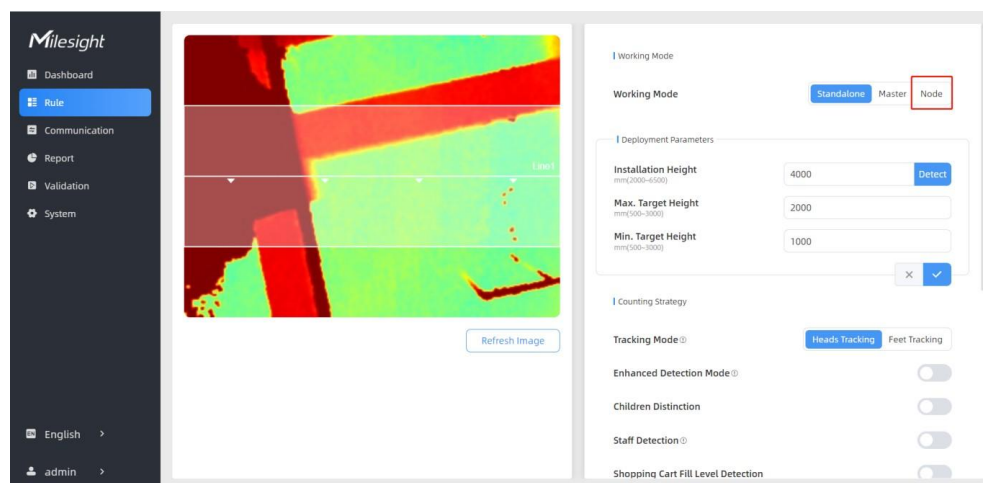 Milesight
Dashboard
Rule
Communication
Report
Validation
System
EN English >
admin >
Line1
Refresh Image
Working Mode
Working Mode Standalone Master Node
Deployment Parameters
Installation Height 4000 Detect
mm(2000~6500)
Max. Target Height 2000
mm(500~3000)
Min. Target Height 1000
mm(500~3000)
Counting Strategy
Tracking Mode Heads Tracking Feet Tracking
Enhanced Detection Mode
Children Distinction
Staff Detection
Shopping Cart Fill Level Detection